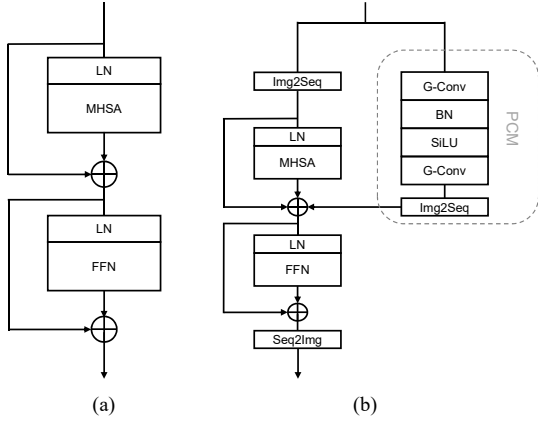 LN
MHSA
LN
FFN
(a)
Img2Seq
LN
MHSA
LN
FFN
Seq2Img
G-Conv
BN
SiLU
G-Conv
Img2Seq
PCM
(b)